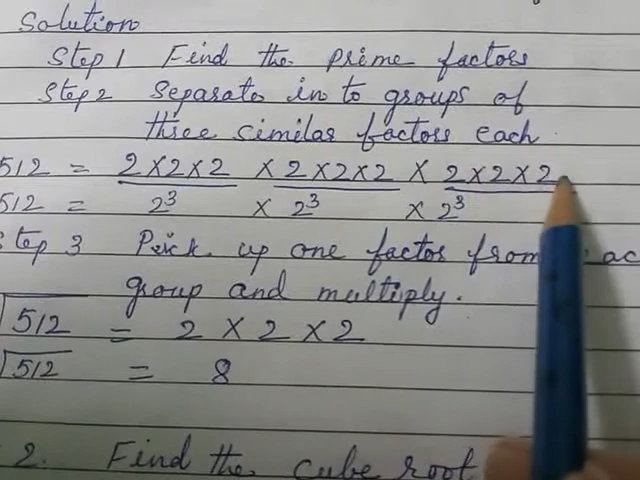 Solution
Step 1 Find the prime factors
Step 2 Separate in to groups of
three similar factors each.
512 = 2 × 2 × 2 × 2 × 2 × 2 × 2 × 2 × 2
512 = 2³ × 2³ × 2³
Step 3 Pick up one factor from
group and multiply.
√512 = 2 × 2 × 2
√512 = 8
2. Find the cube root